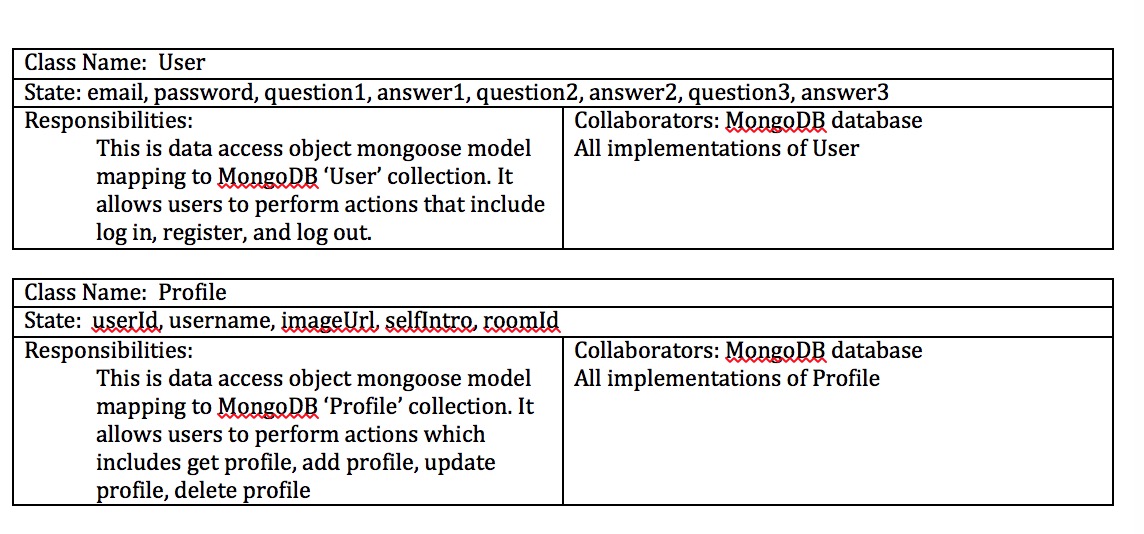 Class Name: User
State: email, password, question1, answer1, question2, answer2, question3, answer3
Responsibilities:
This is data access object mongoose model
mapping to MongoDB ‘User’ collection. It
allows users to perform actions that include
log in, register, and log out.
Collaborators: MongoDB database
All implementations of User
Class Name: Profile
State: userId, username, imageUrl, selfIntro, roomId
Responsibilities:
This is data access object mongoose model
mapping to MongoDB ‘Profile’ collection. It
allows users to perform actions which
includes get profile, add profile, update
profile, delete profile
Collaborators: MongoDB database
All implementations of Profile